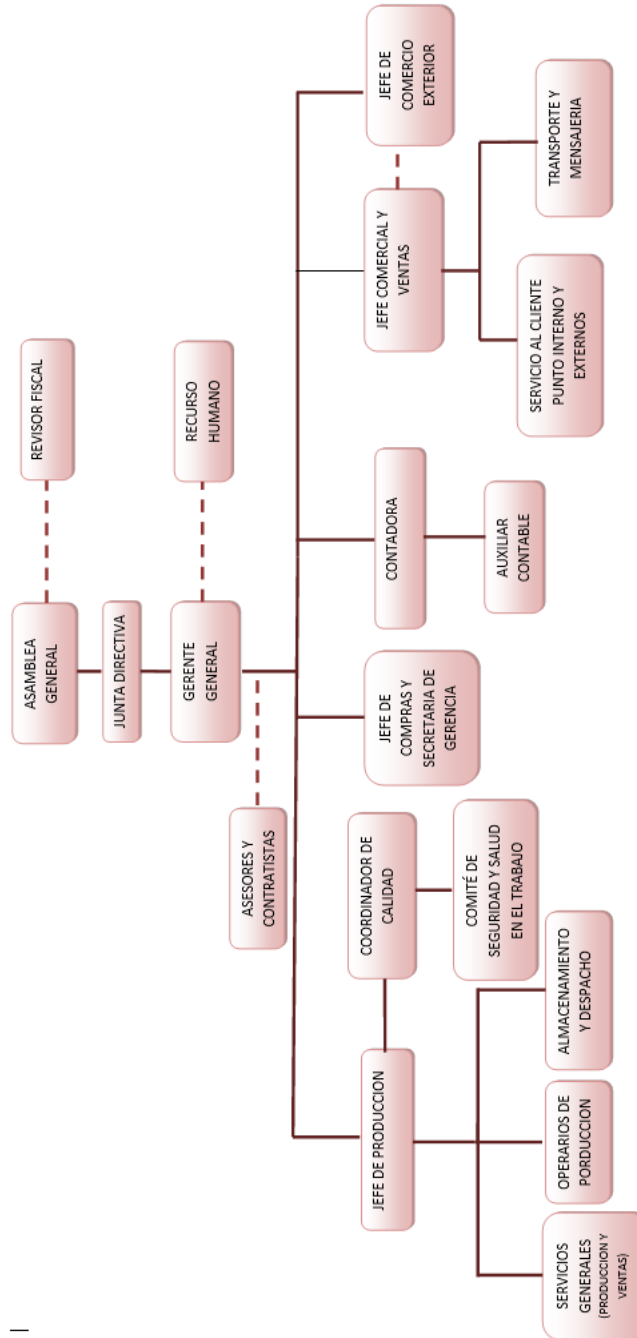 ASAMBLEA
GENERAL
REVISOR FISCAL
JUNTA DIRECTIVA
GERENTE
GENERAL
RECURSO
HUMANO
ASESORES Y
CONTRATISTAS
JEFE DE PRODUCCION
COORDINADOR DE
CALIDAD
JEFE DE
COMPRAS Y
SECRETARIA DE
GERENCIA
CONTADORA
JEFE COMERCIAL Y
VENTAS
JEFE DE
COMERCIO
EXTERIOR
COMITÉ DE
SEGURIDAD Y SALUD
EN EL TRABAJO
AUXILIAR
CONTABLE
SERVICIOS
GENERALES
(PRODUCCION Y
VENTAS)
OPERARIOS DE
PORDUCCION
ALMACENAMIENTO
Y DESPACHO
SERVICIO AL CLIENTE
PUNTO INTERNO Y
EXTERNOS
TRANSPORTE Y
MENSAJERIA